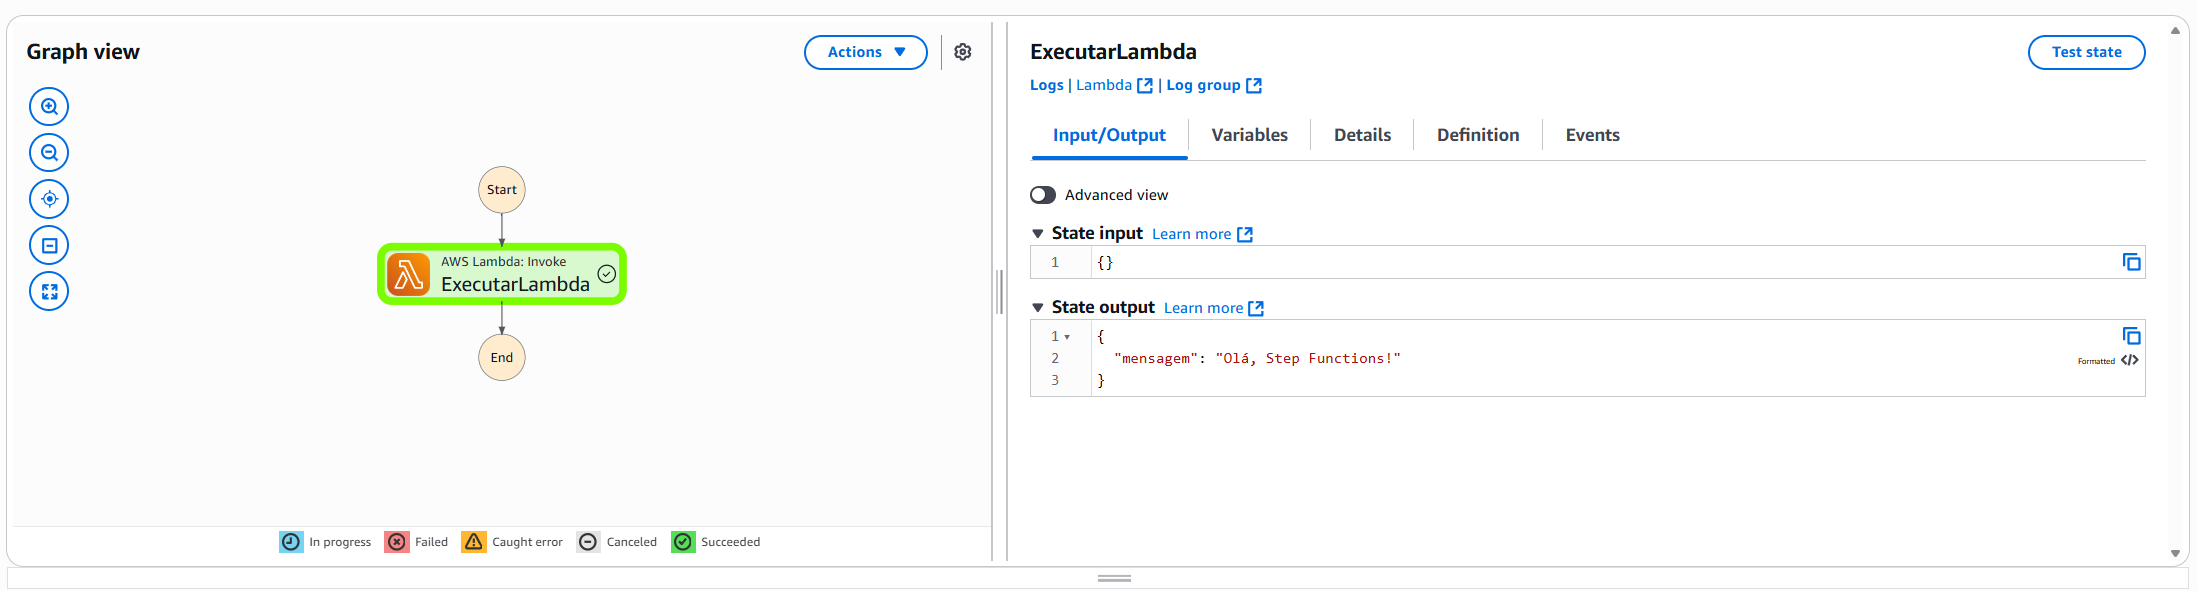 Graph view
Actions
Start
AWS Lambda: Invoke
ExecutarLambda
End
In progress
Failed
Caught error
Canceled
Succeeded
ExecutarLambda
Test state
Logs | Lambda | Log group
Input/Output
Variables
Details
Definition
Events
Advanced view
State input Learn more
1 {}
State output Learn more
1 {
2 "mensagem": "Olá, Step Functions!"
Formatted </>
3 }